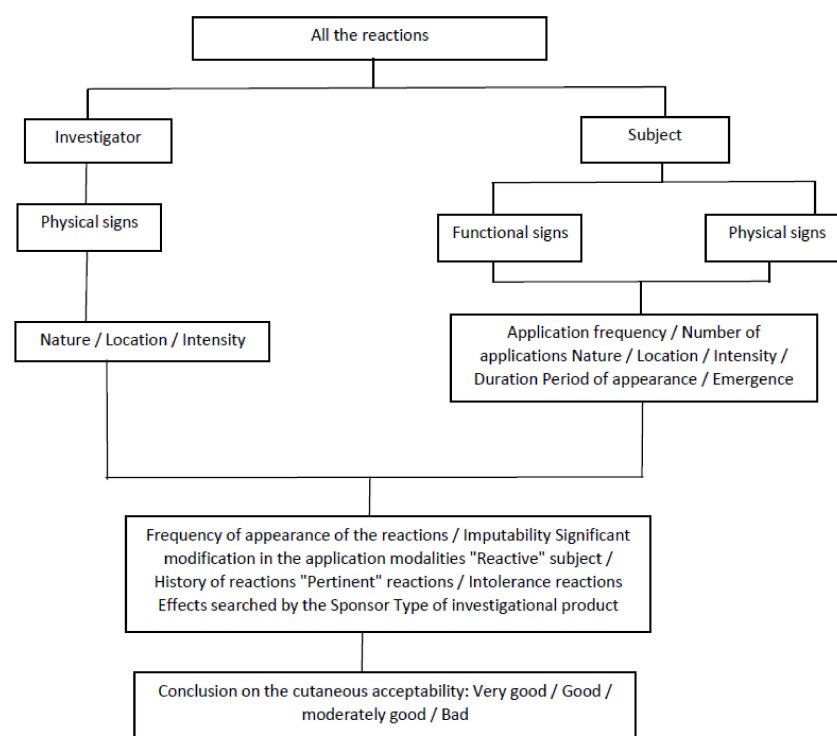 All the reactions
Investigator
Subject
Physical signs
Functional signs
Physical signs
Nature / Location / Intensity
Application frequency / Number of
applications Nature / Location / Intensity /
Duration Period of appearance / Emergence
Frequency of appearance of the reactions / Imputability Significant
modification in the application modalities "Reactive" subject /
History of reactions "Pertinent" reactions / Intolerance reactions
Effects searched by the Sponsor Type of investigational product
Conclusion on the cutaneous acceptability: Very good / Good /
moderately good / Bad